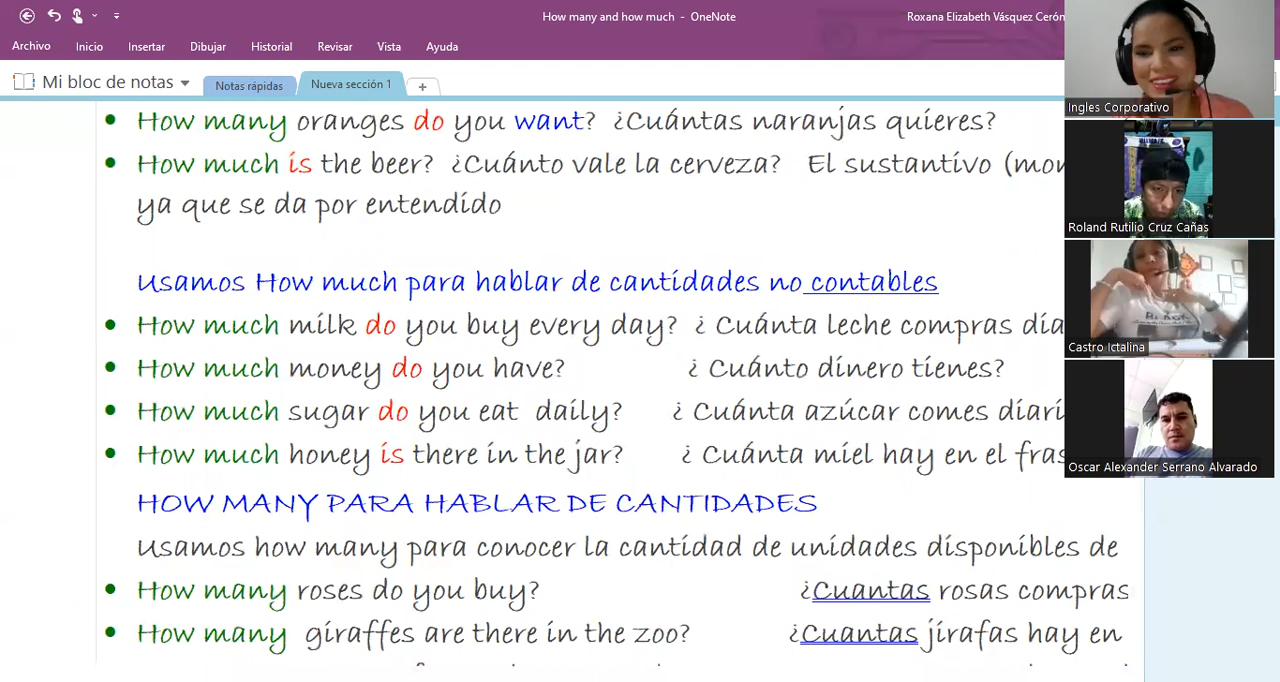 How many and how much - OneNote
Roxana Elizabeth Vásquez Cerón
Archivo Inicio Insertar Dibujar Historial Revisar Vista Ayuda
Mi bloc de notas Notas rápidas Nueva sección 1
How many oranges do you want? ¿Cuántas naranjas quieres?
How much is the beer? ¿Cuánto vale la cerveza? El sustantivo (mon
ya que se da por entendido
Usamos How much para hablar de cantidades no contables
How much milk do you buy every day? ¿ Cuánta leche compras dia
How much money do you have? ¿ Cuánto dinero tienes?
How much sugar do you eat daily? ¿ Cuánta azúcar comes diari
How much honey is there in the jar? ¿ Cuánta miel hay en el fras
HOW MANY PARA HABLAR DE CANTIDADES
Usamos how many para conocer la cantidad de unidades disponibles de
How many roses do you buy? ¿Cuantas rosas compras
How many giraffes are there in the zoo? ¿Cuantas jirafas hay en
Ingles Corporativo
Roland Rutilio Cruz Cañas
Castro Ictalina
Oscar Alexander Serrano Alvarado